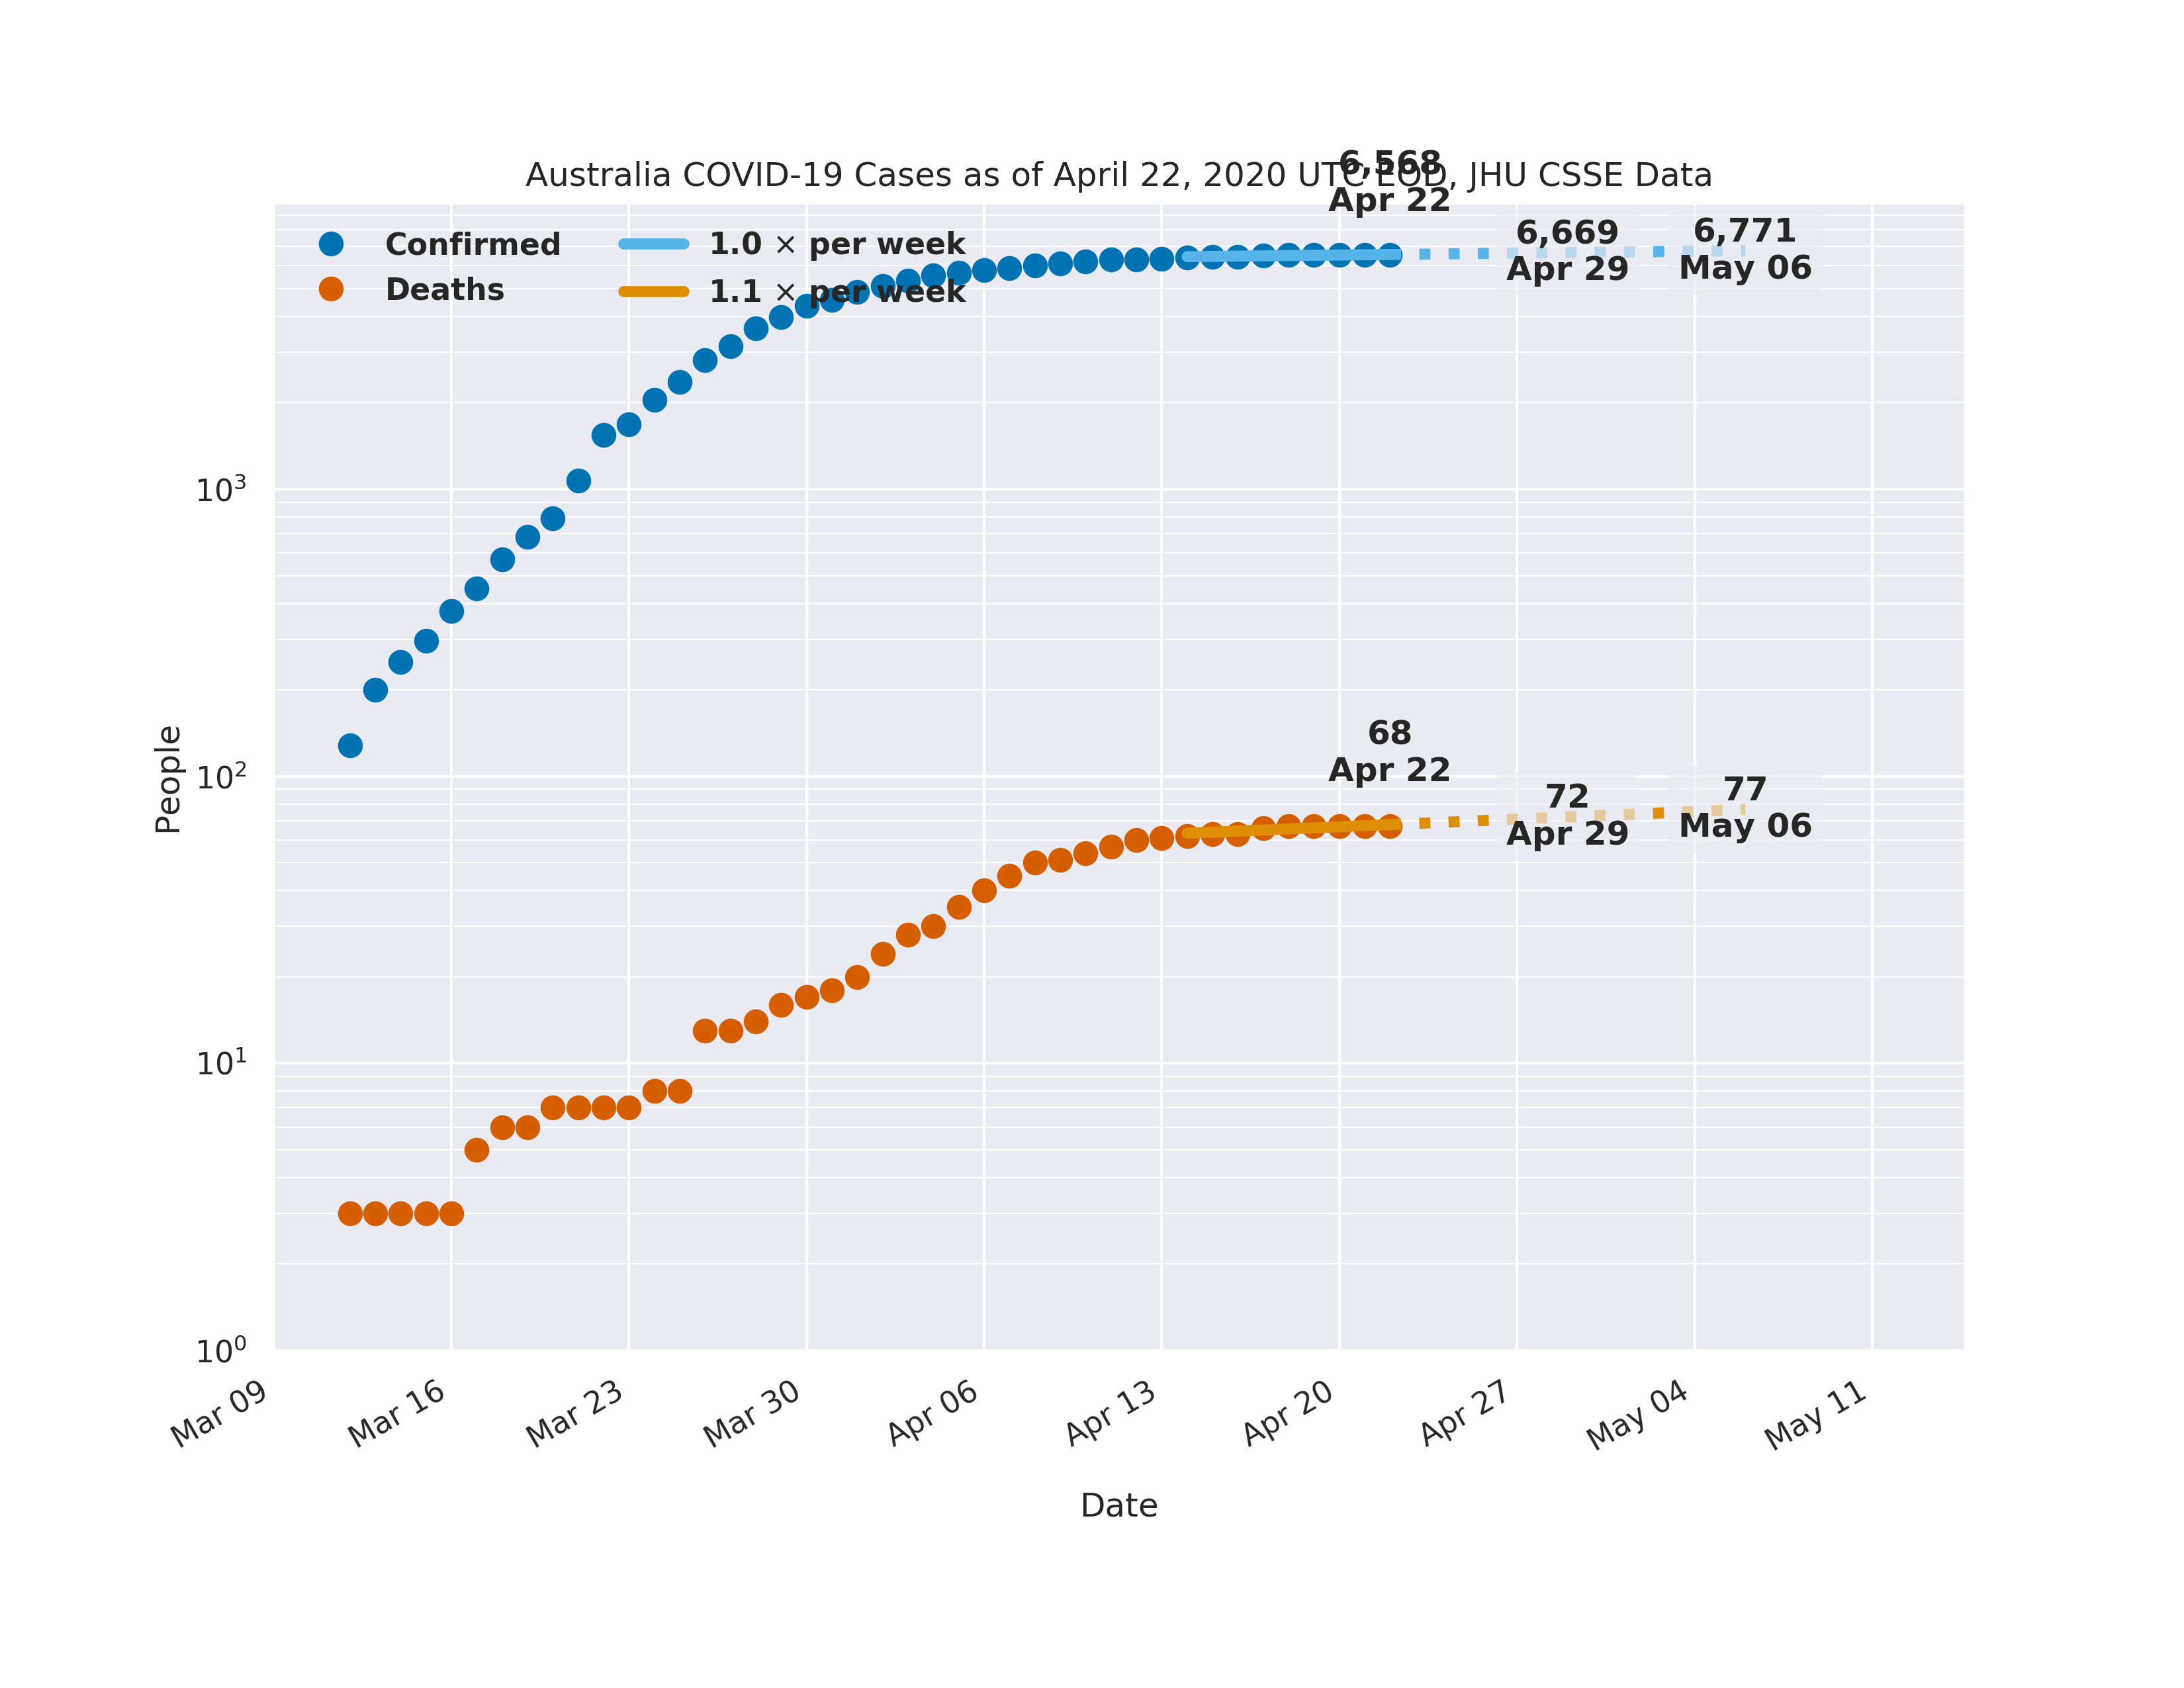 Australia COVID-19 Cases as of April 22, 2020 UTC EOD, JHU CSSE Data
6,568
Apr 22
6,669
Apr 29
6,771
May 06
Confirmed
Deaths
1.0 × per week
1.1 × per week
68
Apr 22
72
Apr 29
77
May 06
People
10³
10²
10¹
10⁰
Mar 09
Mar 16
Mar 23
Mar 30
Apr 06
Apr 13
Apr 20
Apr 27
May 04
May 11
Date